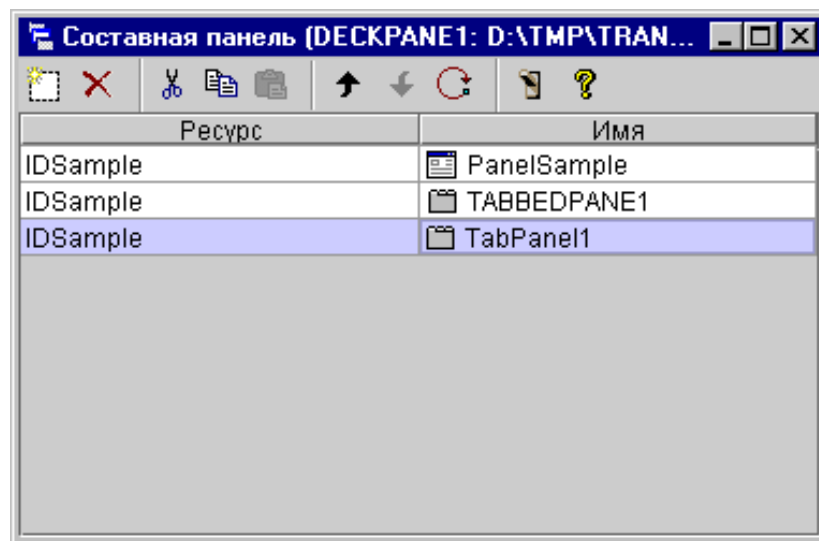 Составная панель (DECKPANE1: D:\TMP\TRAN...
Ресурс Имя
IDSample PanelSample
IDSample TABBEDPANE1
IDSample TabPanel1